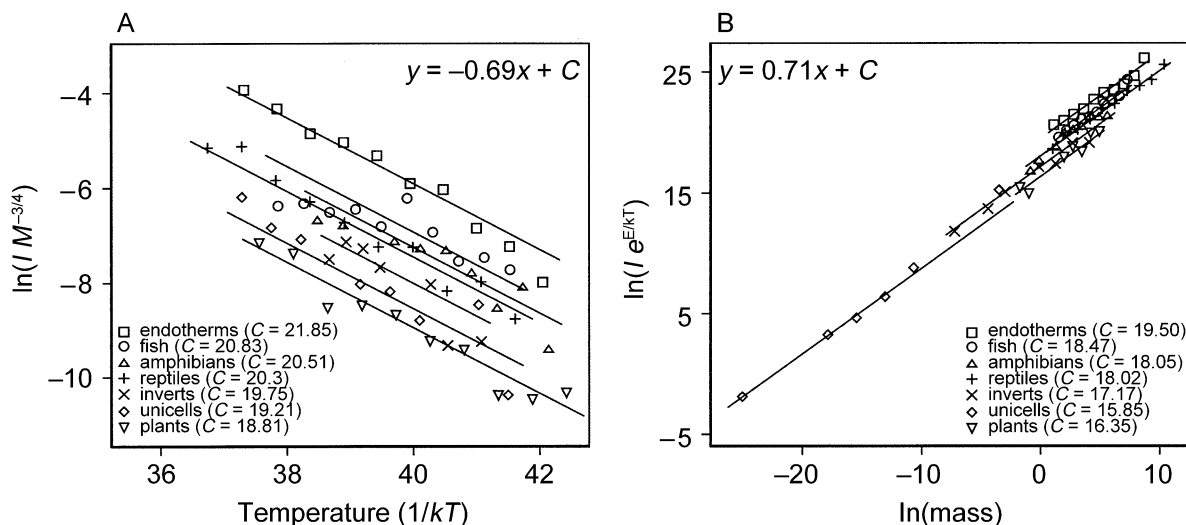 A
y = –0.69x + C
ln(I M⁻³/⁴)
–4
–6
–8
–10
endotherms (C = 21.85)
fish (C = 20.83)
amphibians (C = 20.51)
reptiles (C = 20.3)
inverts (C = 19.75)
unicells (C = 19.21)
plants (C = 18.81)
36 38 40 42
Temperature (1/kT)
B
y = 0.71x + C
ln(I e^E/kT)
25
15
5
–5
endotherms (C = 19.50)
fish (C = 18.47)
amphibians (C = 18.05)
reptiles (C = 18.02)
inverts (C = 17.17)
unicells (C = 15.85)
plants (C = 16.35)
–20 –10 0 10
ln(mass)